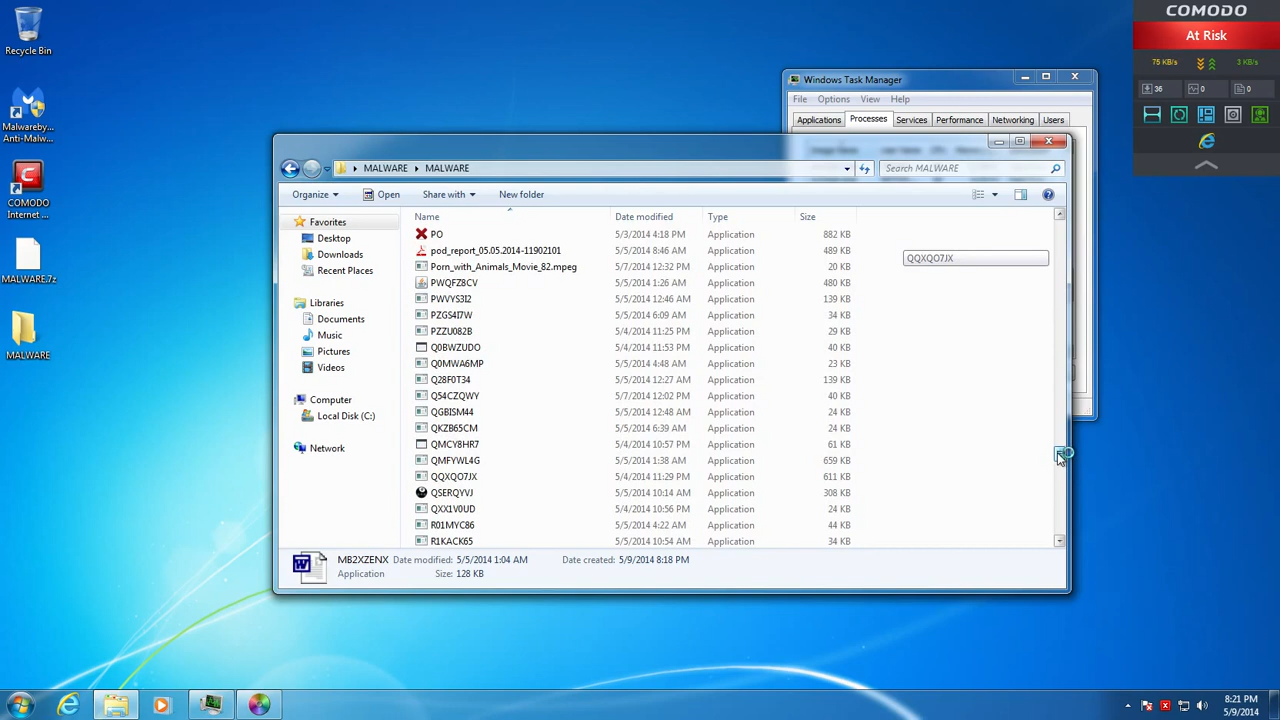 Recycle Bin
Malwareby...
Anti-Malw...
COMODO
Internet ...
MALWARE.7z
MALWARE
COMODO
At Risk
75 KB/s
3 KB/s
36
0
0
Windows Task Manager
File Options View Help
Applications Processes Services Performance Networking Users
MALWARE MALWARE
Search MALWARE
Organize Open Share with New folder
Favorites
Desktop
Downloads
Recent Places
Libraries
Documents
Music
Pictures
Videos
Computer
Local Disk (C:)
Network
Name Date modified Type Size
PO 5/3/2014 4:18 PM Application 882 KB
pod_report_05.05.2014-11902101 5/5/2014 8:46 AM Application 489 KB
Porn_with_Animals_Movie_82.mpeg 5/7/2014 12:32 PM Application 20 KB
PWQFZ8CV 5/5/2014 1:26 AM Application 480 KB
PWVYS3I2 5/5/2014 12:46 AM Application 139 KB
PZGS4I7W 5/5/2014 6:09 AM Application 34 KB
PZZU082B 5/4/2014 11:25 PM Application 29 KB
Q0BWZUDO 5/4/2014 11:53 PM Application 40 KB
Q0MWA6MP 5/5/2014 4:48 AM Application 23 KB
Q28F0T34 5/5/2014 12:27 AM Application 139 KB
Q54CZQWY 5/7/2014 12:02 PM Application 24 KB
QGBISM44 5/5/2014 12:48 AM Application 24 KB
QKZB65CM 5/5/2014 6:39 AM Application 24 KB
QMCY8HR7 5/4/2014 10:57 PM Application 61 KB
QMFYWL4G 5/5/2014 1:38 AM Application 659 KB
QQXQO7JX 5/4/2014 11:29 PM Application 611 KB
QSERQYVJ 5/5/2014 10:14 AM Application 308 KB
QXX1V0UD 5/4/2014 10:56 PM Application 24 KB
R01MYC86 5/5/2014 4:22 AM Application 44 KB
R1KACK65 5/5/2014 10:54 AM Application 34 KB
QQXQO7JX
MB2XZENX Date modified: 5/5/2014 1:04 AM Date created: 5/9/2014 8:18 PM
Application Size: 128 KB
8:21 PM
5/9/2014